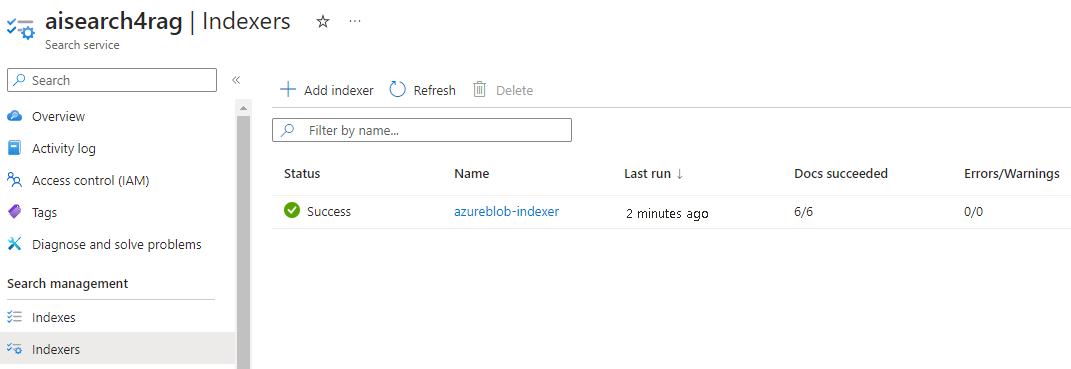 aisearch4rag | Indexers
Search service
Search
Overview
Activity log
Access control (IAM)
Tags
Diagnose and solve problems
Search management
Indexes
Indexers
Add indexer Refresh Delete
Filter by name...
Status Name Last run ↓ Docs succeeded Errors/Warnings
Success azureblob-indexer 2 minutes ago 6/6 0/0